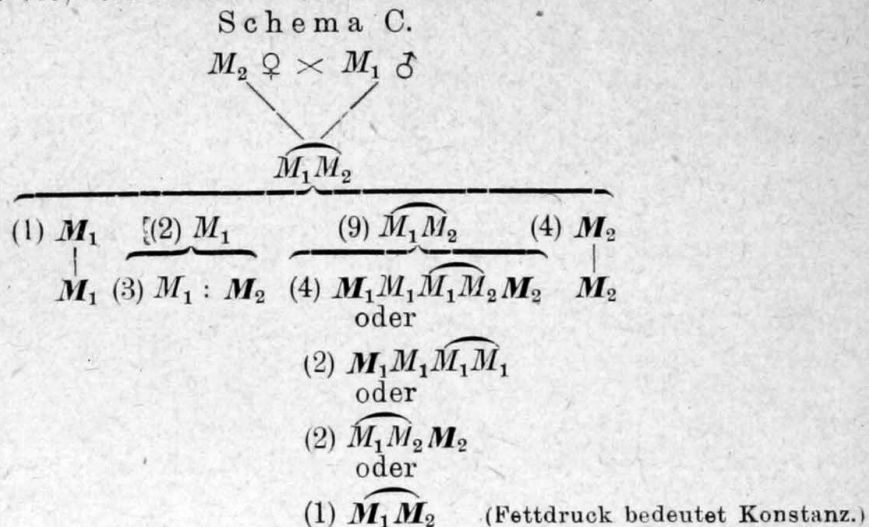 Schema C.
M₂ ♀ × M₁ ♂
M₁M₂
(1) M₁ (2) M₁ (9) M₁M₂ (4) M₂
M₁ (3) M₁ : M₂ (4) M₁M₁M₁M₂M₂ M₂
oder
(2) M₁M₁M₁M₁
oder
(2) M₁M₂M₂
oder
(1) M₁M₂ (Fettdruck bedeutet Konstanz.)